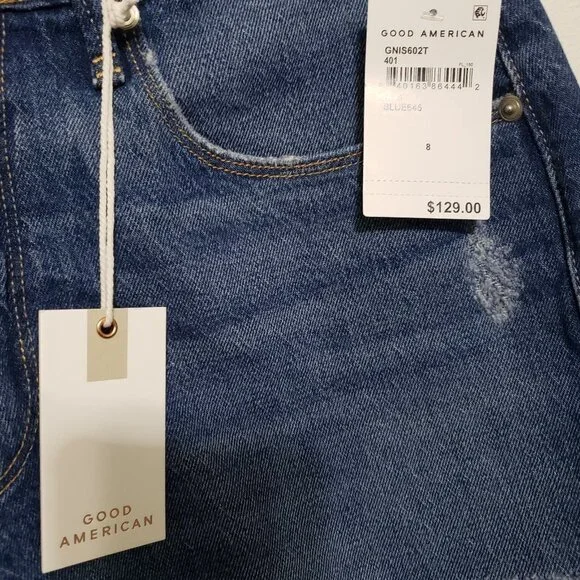 GOOD AMERICAN
GNIS602T
401
8
$129.00
GOOD
AMERICAN